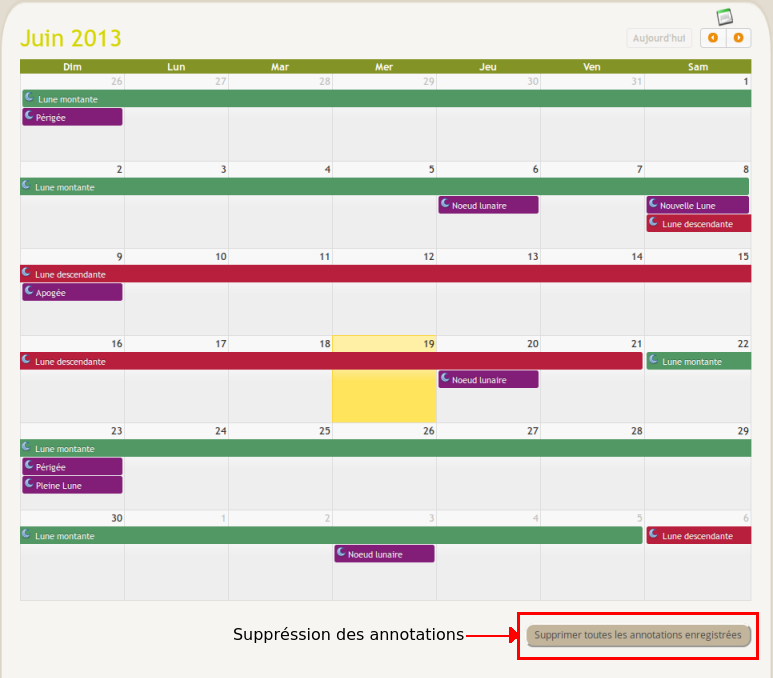 Juin 2013
Aujourd'hui
Dim Lun Mar Mer Jeu Ven Sam
26 27 28 29 30 31 1
Lune montante
Périgée
2 3 4 5 6 7 8
Lune montante
Noeud lunaire Nouvelle Lune
Lune descendante
9 10 11 12 13 14 15
Lune descendante
Apogée
16 17 18 19 20 21 22
Lune descendante Lune montante
Noeud lunaire
23 24 25 26 27 28 29
Lune montante
Périgée
Pleine Lune
30 1 2 3 4 5 6
Lune montante Lune descendante
Noeud lunaire
Suppréssion des annotations Supprimer toutes les annotations enregistrées